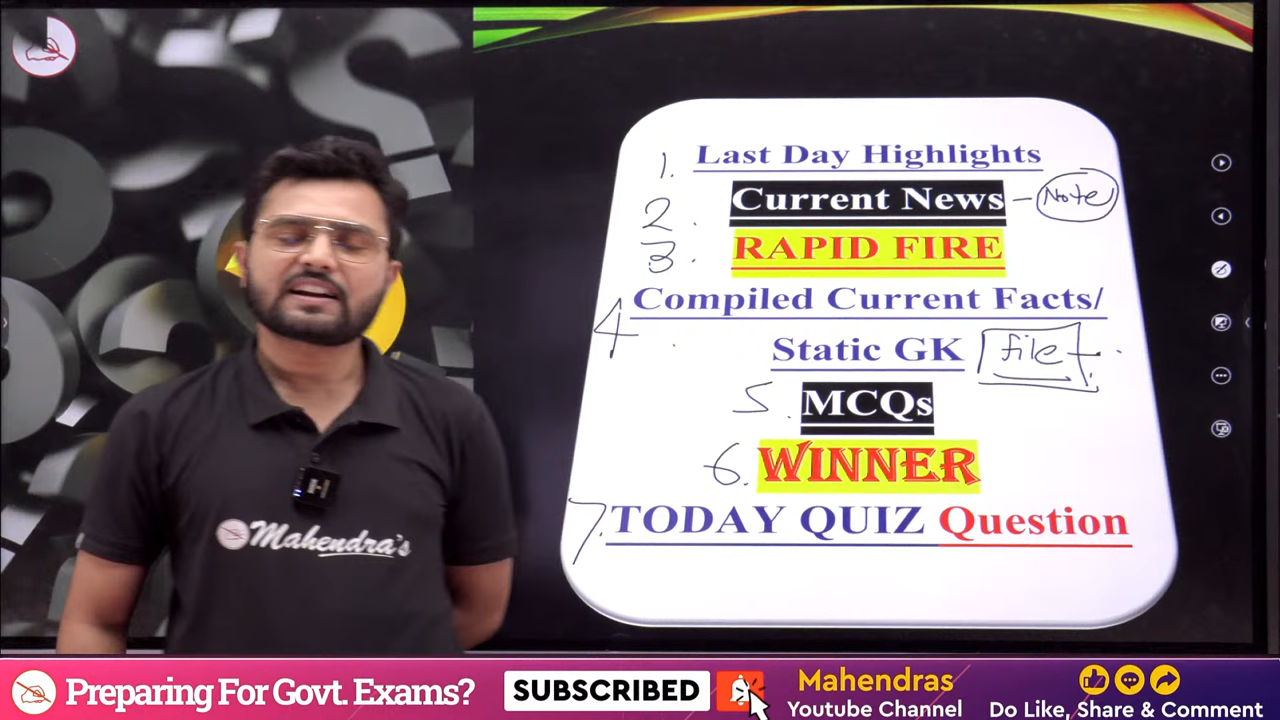 1. Last Day Highlights
2. Current News - Note
3. RAPID FIRE
4. Compiled Current Facts/
Static GK file
5. MCQs
6. WINNER
7. TODAY QUIZ Question
H
Mahendra's
Preparing For Govt. Exams?
SUBSCRIBED
Mahendras
Youtube Channel
Do Like, Share & Comment